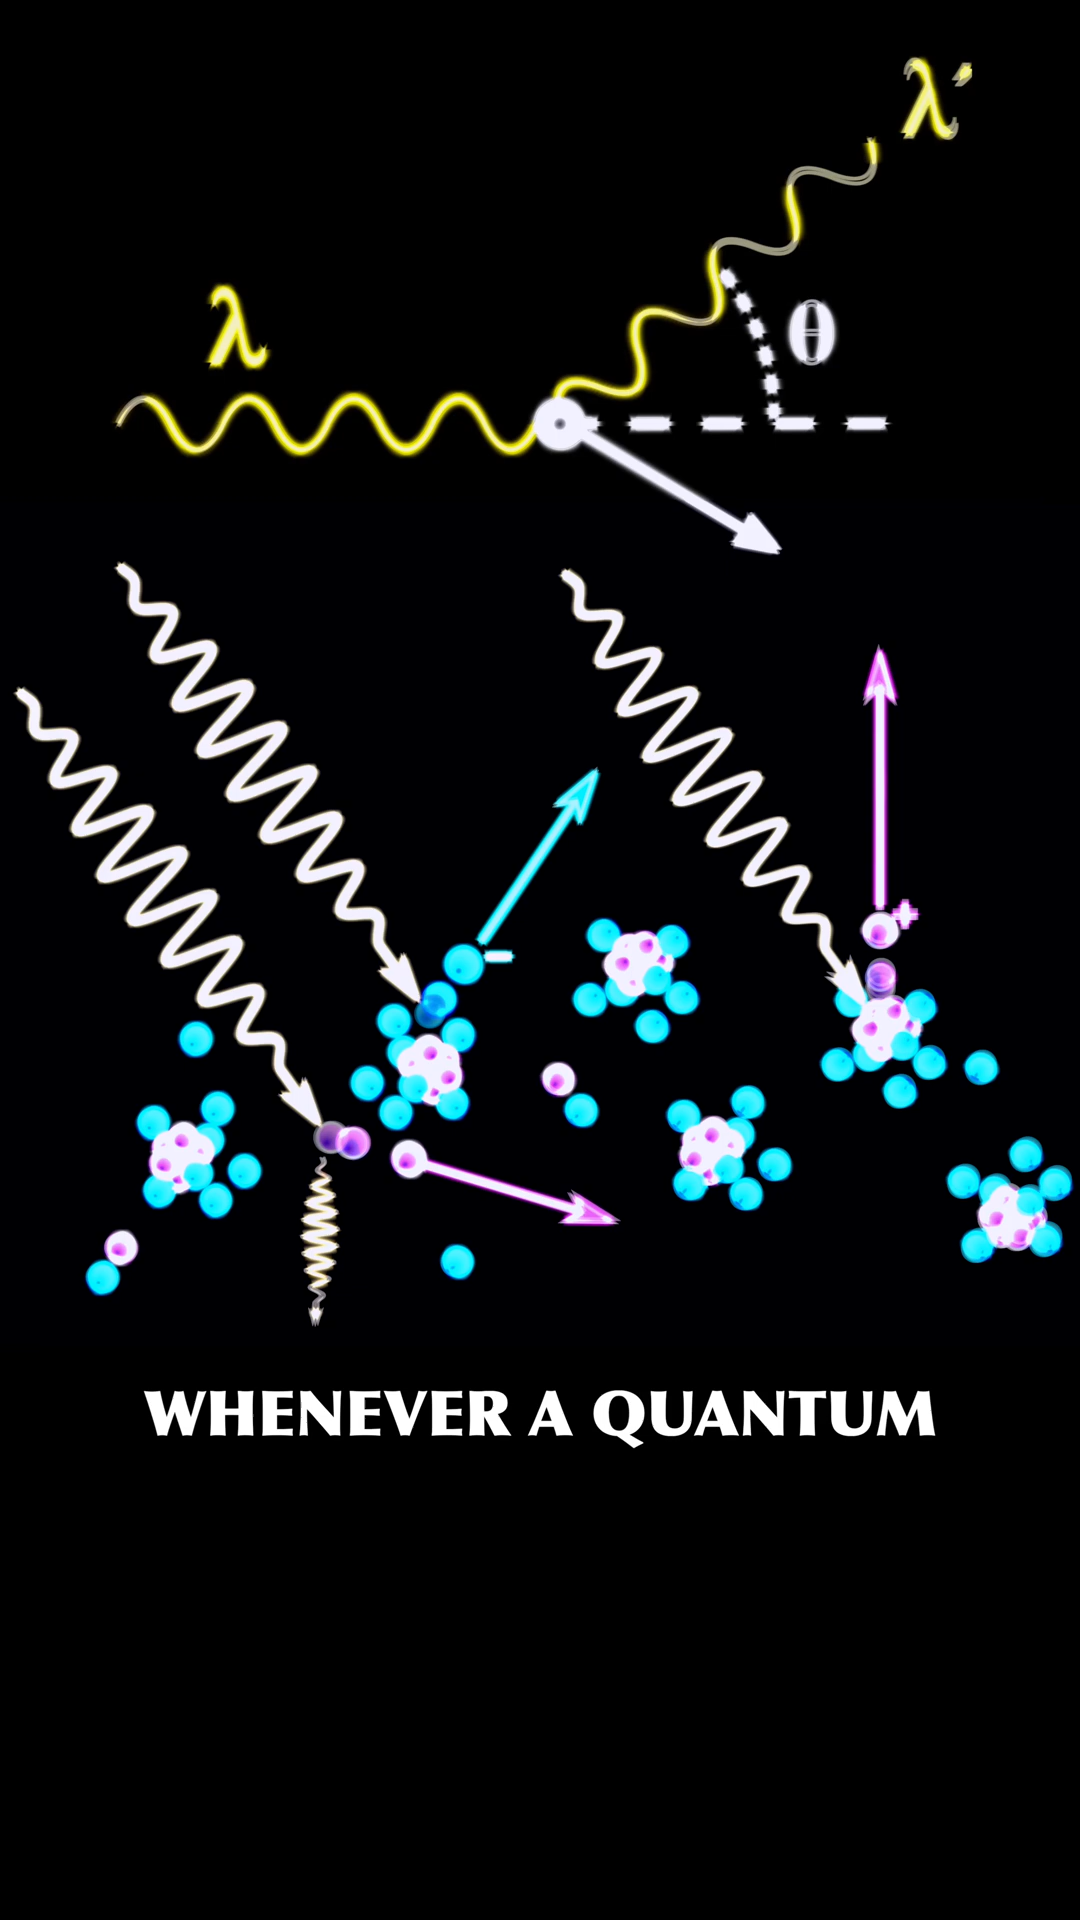 λ′
λ
θ
−
+
WHENEVER A QUANTUM